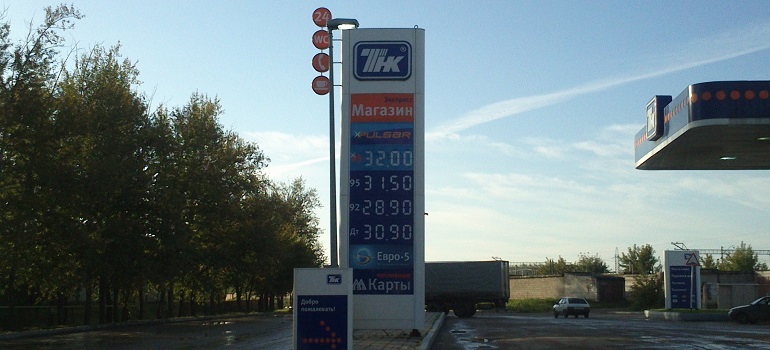 24
WC
ТНК
Магазин
PULSAR
32.00
95 31.50
92 28.90
Дт 30.90
Евро-5
Карты
ТНК
Добро
пожаловать!